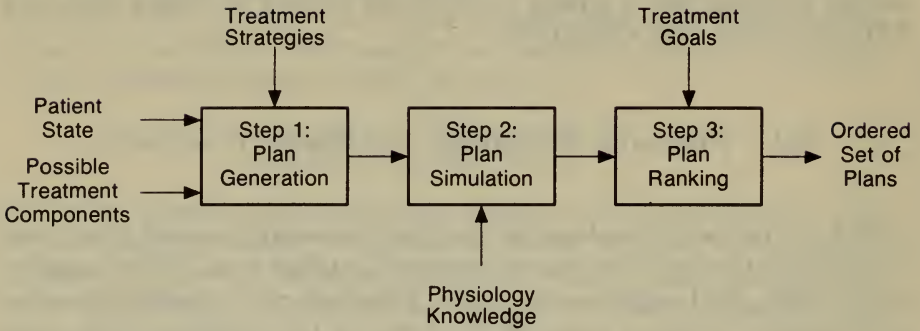 Treatment
Strategies
Treatment
Goals
Patient
State
Possible
Treatment
Components
Step 1:
Plan
Generation
Step 2:
Plan
Simulation
Step 3:
Plan
Ranking
Ordered
Set of
Plans
Physiology
Knowledge